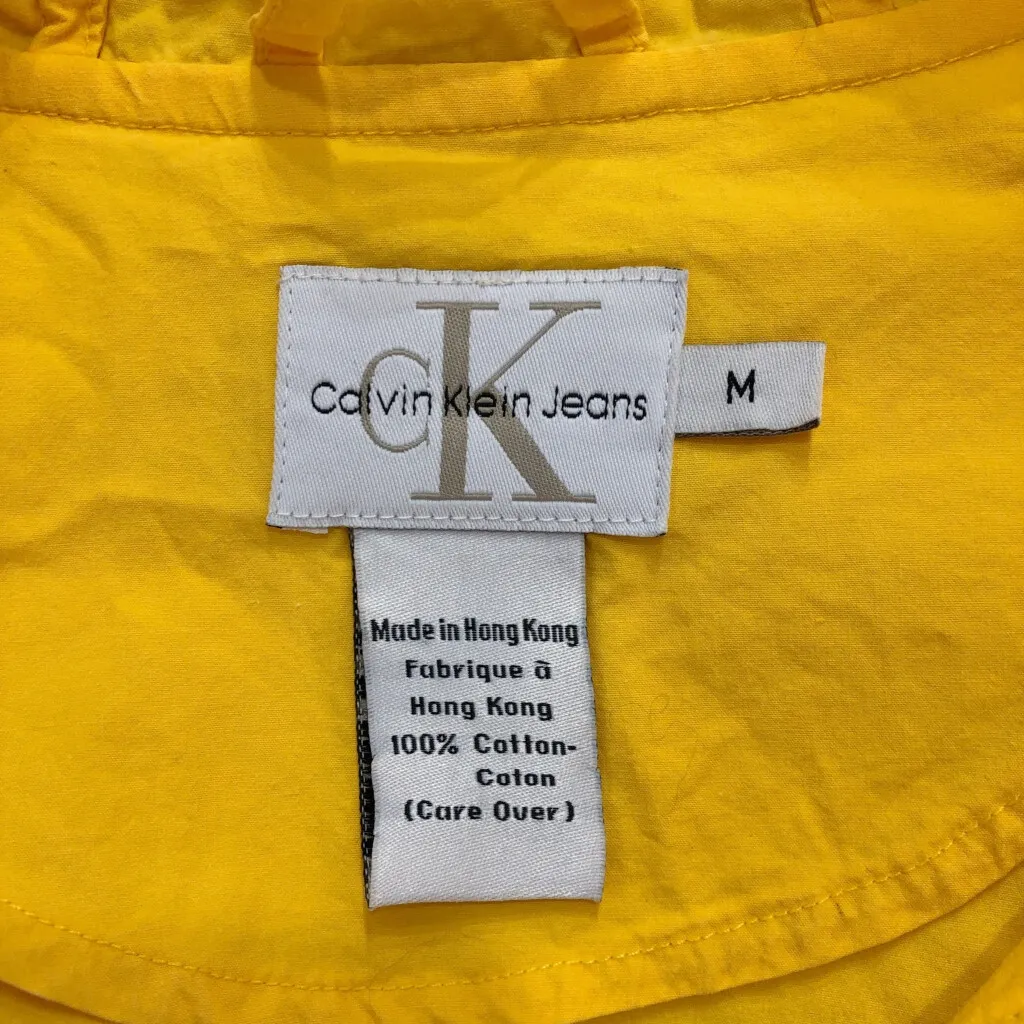 CK
Calvin Klein Jeans
M
Made in Hong Kong
Fabrique à
Hong Kong
100% Cotton-
Coton
(Care Over)